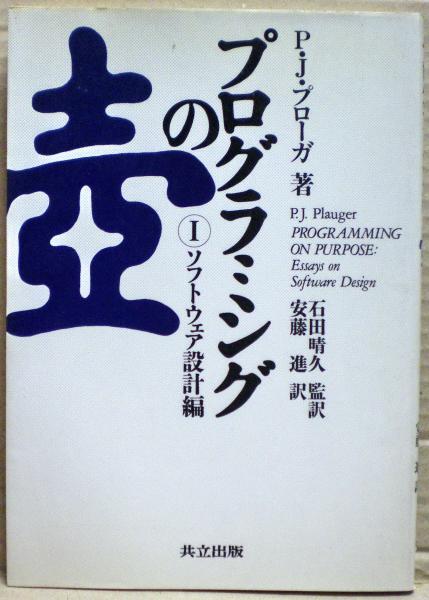 P・J・プローガ 著
P.J. Plauger
PROGRAMMING
ON PURPOSE:
Essays on
Software Design
石田晴久 監訳
安藤 進 訳
プログラミング
の
壺
Ⅰ ソフトウェア設計編
共立出版